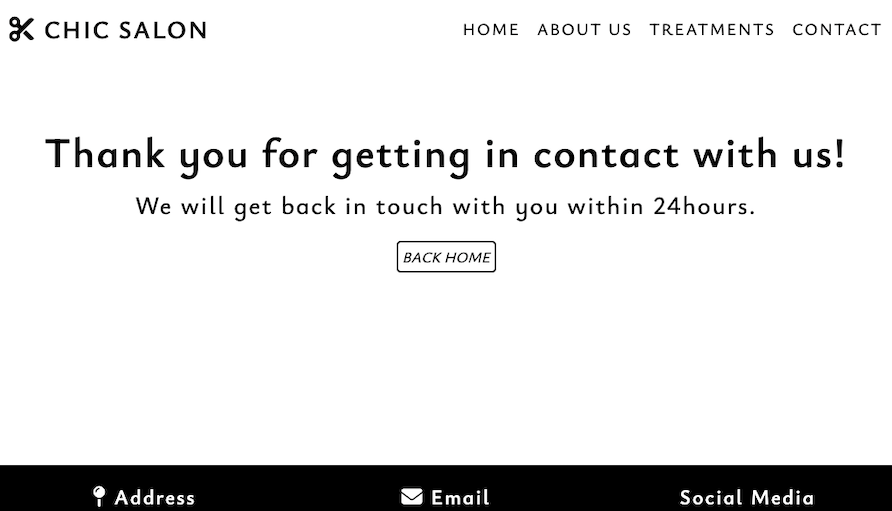 CHIC SALON
HOME ABOUT US TREATMENTS CONTACT
Thank you for getting in contact with us!
We will get back in touch with you within 24hours.
BACK HOME
Address Email Social Media